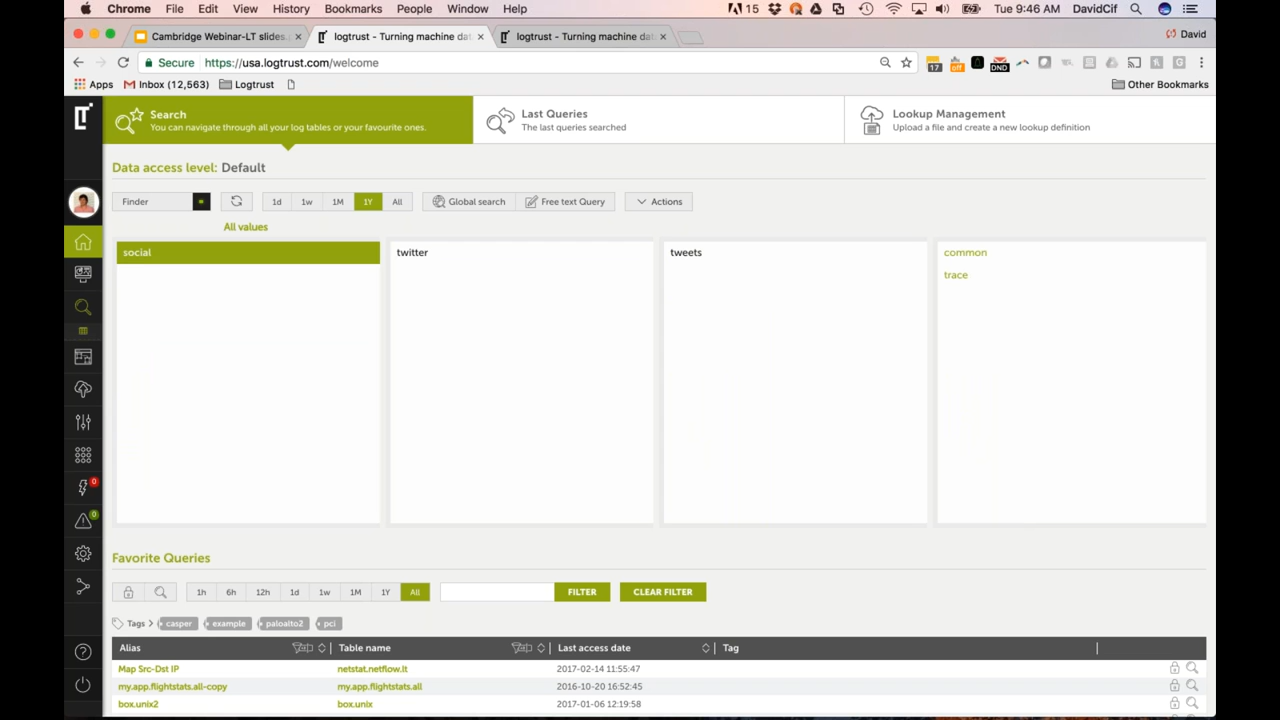 Chrome File Edit View History Bookmarks People Window Help 15 Tue 9:46 AM DavidCif
Cambridge Webinar-LT slides. logtrust - Turning machine dat logtrust - Turning machine dat David
Secure https://usa.logtrust.com/welcome 17 off DND
Apps Inbox (12,563) Logtrust Other Bookmarks
Search
You can navigate through all your log tables or your favourite ones.
Last Queries
The last queries searched
Lookup Management
Upload a file and create a new lookup definition
Data access level: Default
Finder 1d 1w 1M 1Y All Global search Free text Query Actions
All values
social twitter tweets common
trace
0
0
Favorite Queries
1h 6h 12h 1d 1w 1M 1Y All FILTER CLEAR FILTER
Tags casper example paloalto2 pci
Alias Table name Last access date Tag
Map Src-Dst IP netstat.netflow.lt 2017-02-14 11:55:47
my.app.flightstats.all-copy my.app.flightstats.all 2016-10-20 16:52:45
box.unix2 box.unix 2017-01-06 12:19:58